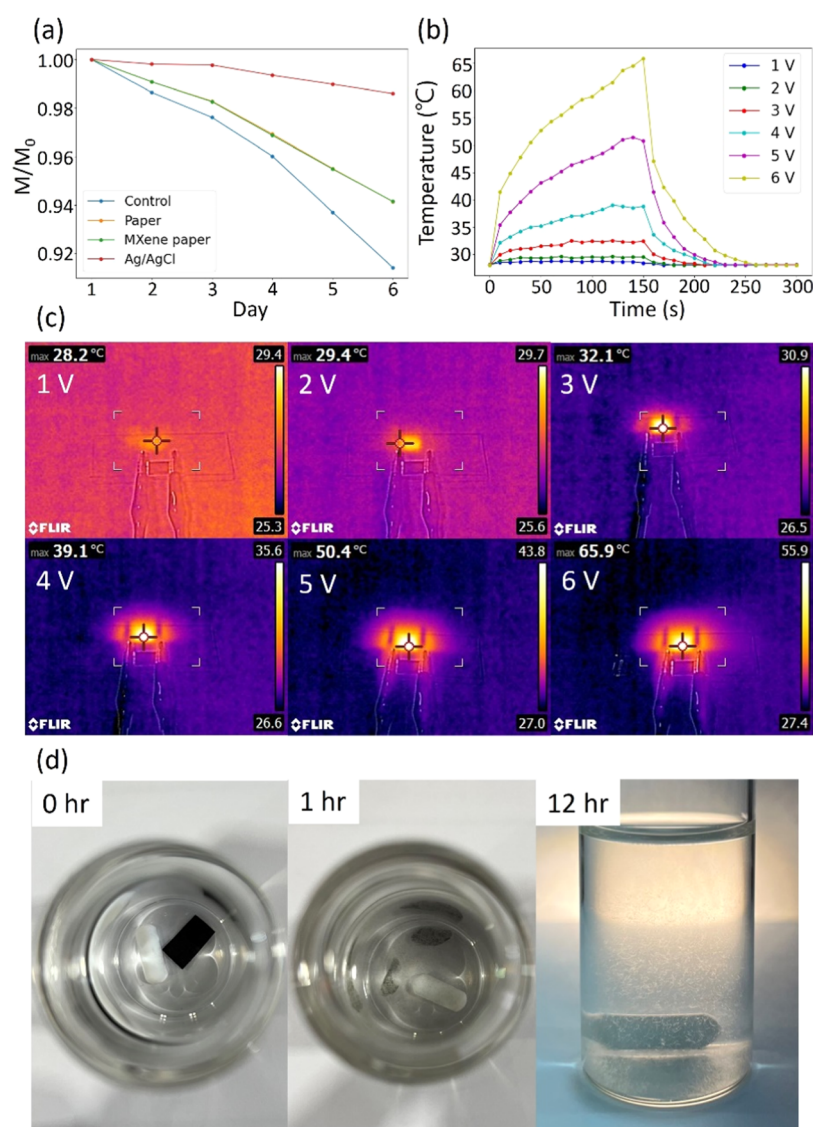 (a)
1.00
0.98
0.96
0.94
0.92
M/M0
Control
Paper
MXene paper
Ag/AgCl
1 2 3 4 5 6
Day
(b)
65
60
55
50
45
40
35
30
Temperature (°C)
1 V
2 V
3 V
4 V
5 V
6 V
0 50 100 150 200 250 300
Time (s)
(c)
max 28.2 °C 29.4
1 V
FLIR 25.3
max 29.4 °C 29.7
2 V
FLIR 25.6
max 32.1 °C 30.9
3 V
FLIR 26.5
max 39.1 °C 35.6
4 V
FLIR 26.6
max 50.4 °C 43.8
5 V
FLIR 27.0
max 65.9 °C 55.9
6 V
FLIR 27.4
(d)
0 hr
1 hr
12 hr